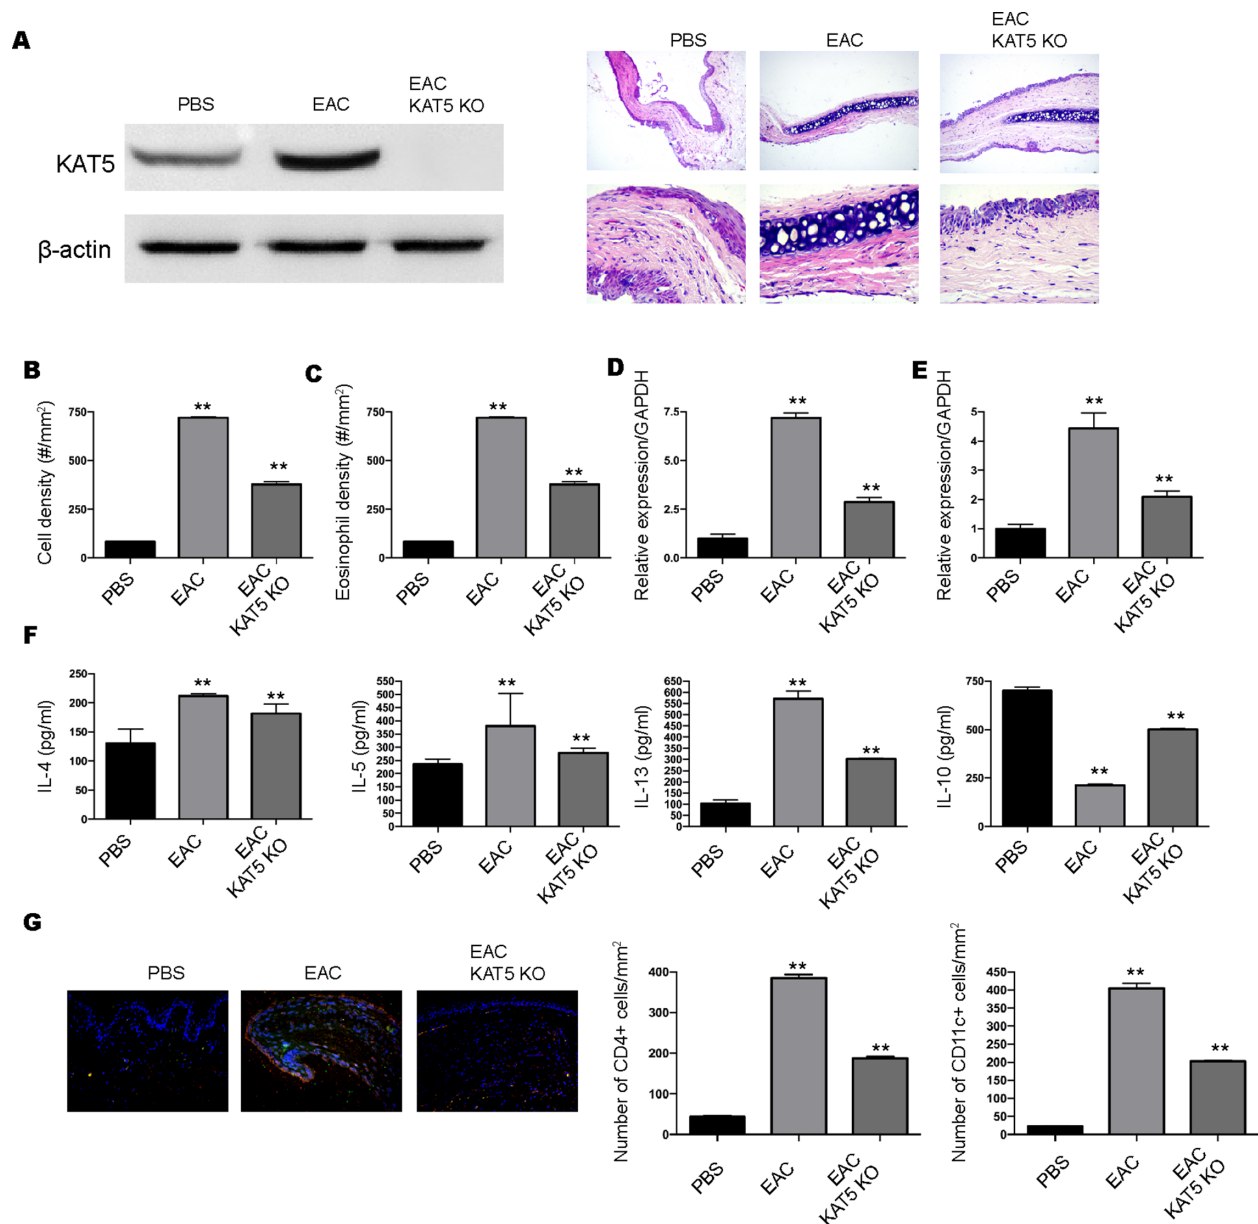 A
PBS
EAC
EAC
KAT5 KO
KAT5
β-actin
PBS
EAC
EAC
KAT5 KO
B
Cell density (#/mm²)
750
500
250
0
PBS
EAC
EAC
KAT5 KO
**
**
C
Eosinophil density (#/mm²)
750
500
250
0
PBS
EAC
EAC
KAT5 KO
**
**
D
Relative expression/GAPDH
7.5
5.0
2.5
0.0
PBS
EAC
EAC
KAT5 KO
**
**
E
Relative expression/GAPDH
5
4
3
2
1
0
PBS
EAC
EAC
KAT5 KO
**
**
F
IL-4 (pg/ml)
250
200
150
100
50
0
PBS
EAC
EAC
KAT5 KO
**
**
IL-5 (pg/ml)
550
500
450
400
350
300
250
200
150
100
50
0
PBS
EAC
EAC
KAT5 KO
**
**
IL-13 (pg/ml)
650
600
550
500
450
400
350
300
250
200
150
100
50
0
PBS
EAC
EAC
KAT5 KO
**
**
IL-10 (pg/ml)
750
500
250
0
PBS
EAC
EAC
KAT5 KO
**
**
G
PBS
EAC
EAC
KAT5 KO
Number of CD4+ cells/mm²
400
300
200
100
0
PBS
EAC
EAC
KAT5 KO
**
**
Number of CD11c+ cells/mm²
450
400
350
300
250
200
150
100
50
0
PBS
EAC
EAC
KAT5 KO
**
**